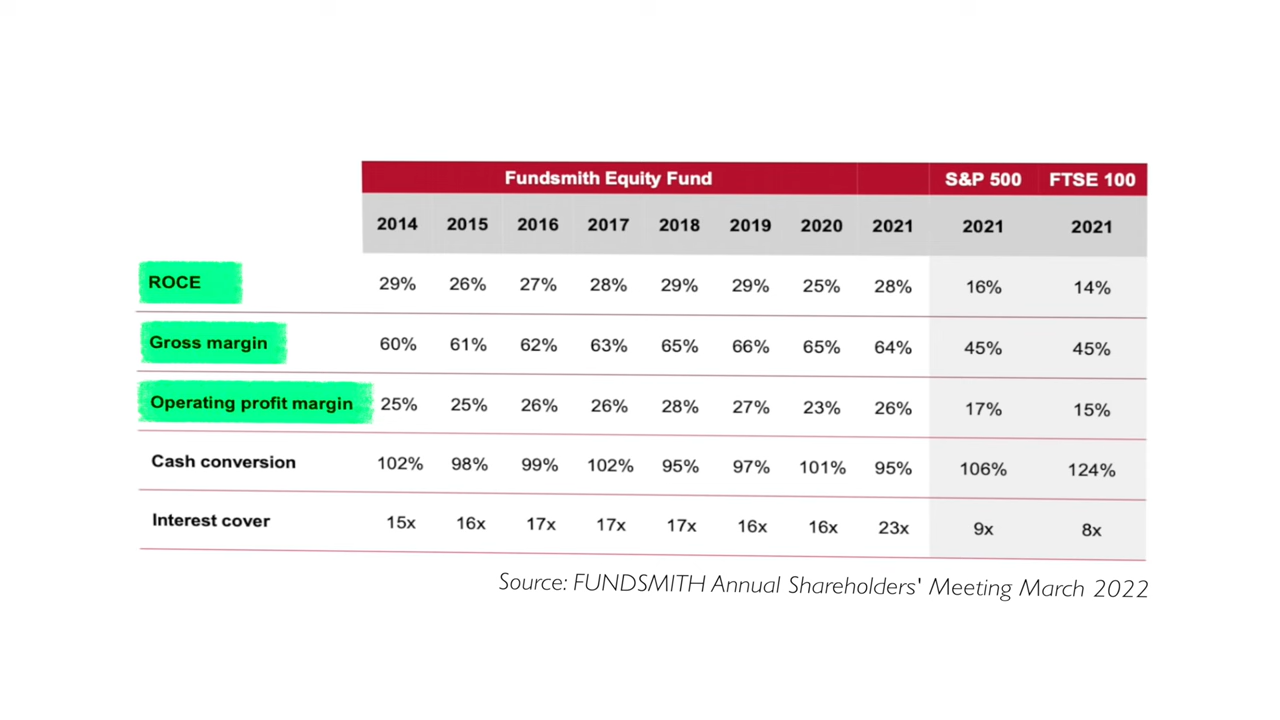 Fundsmith Equity Fund S&P 500 FTSE 100
2014 2015 2016 2017 2018 2019 2020 2021 2021 2021
ROCE 29% 26% 27% 28% 29% 29% 25% 28% 16% 14%
Gross margin 60% 61% 62% 63% 65% 66% 65% 64% 45% 45%
Operating profit margin 25% 25% 26% 26% 28% 27% 23% 26% 17% 15%
Cash conversion 102% 98% 99% 102% 95% 97% 101% 95% 106% 124%
Interest cover 15x 16x 17x 17x 17x 16x 16x 23x 9x 8x
Source: FUNDSMITH Annual Shareholders' Meeting March 2022